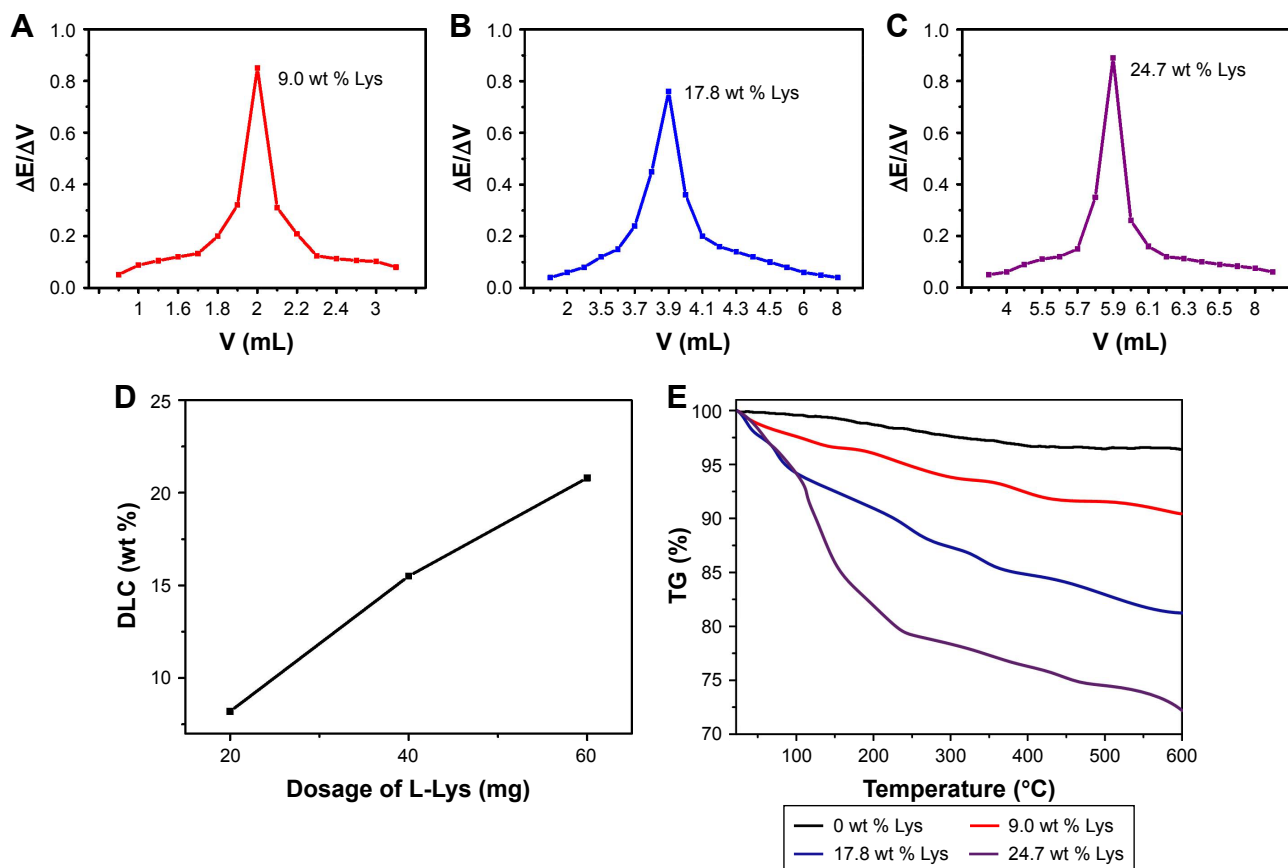 A
1.0
0.8
0.6
0.4
0.2
0.0
ΔE/ΔV
9.0 wt % Lys
1 1.6 1.8 2 2.2 2.4 3
V (mL)
B
1.0
0.8
0.6
0.4
0.2
0.0
ΔE/ΔV
17.8 wt % Lys
2 3.5 3.7 3.9 4.1 4.3 4.5 6 8
V (mL)
C
1.0
0.8
0.6
0.4
0.2
0.0
ΔE/ΔV
24.7 wt % Lys
4 5.5 5.7 5.9 6.1 6.3 6.5 8
V (mL)
D
25
20
15
10
DLC (wt %)
20 40 60
Dosage of L-Lys (mg)
E
100
95
90
85
80
75
70
TG (%)
100 200 300 400 500 600
Temperature (°C)
0 wt % Lys 9.0 wt % Lys
17.8 wt % Lys 24.7 wt % Lys